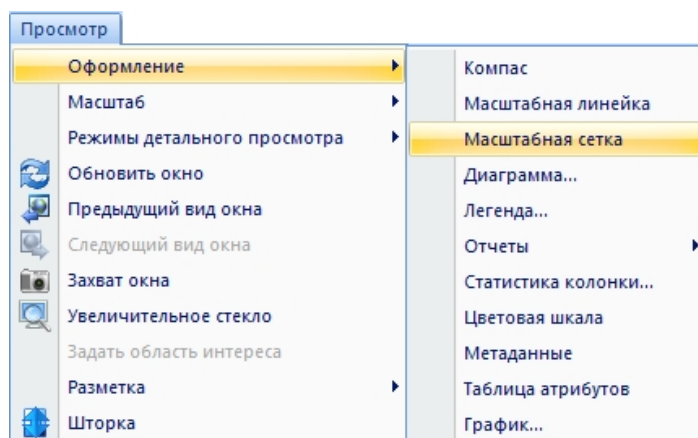 Просмотр
Оформление
Масштаб
Режимы детального просмотра
Обновить окно
Предыдущий вид окна
Следующий вид окна
Захват окна
Увеличительное стекло
Задать область интереса
Разметка
Шторка
Компас
Масштабная линейка
Масштабная сетка
Диаграмма...
Легенда...
Отчеты
Статистика колонки...
Цветовая шкала
Метаданные
Таблица атрибутов
График...